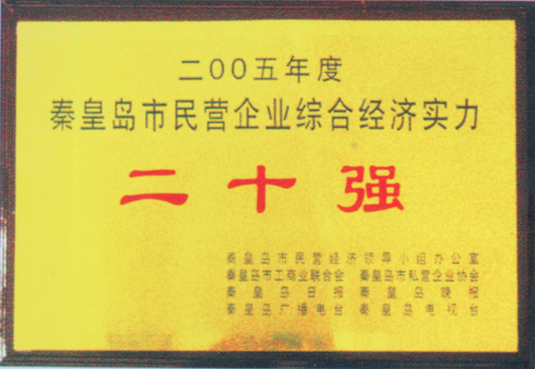 二００五年度
秦皇岛市民营企业综合经济实力
二十强
秦皇岛市民营经济领导小组办公室
秦皇岛市工商业联合会 秦皇岛市私营企业协会
秦皇岛日报 秦皇岛晚报
秦皇岛广播电台 秦皇岛电视台